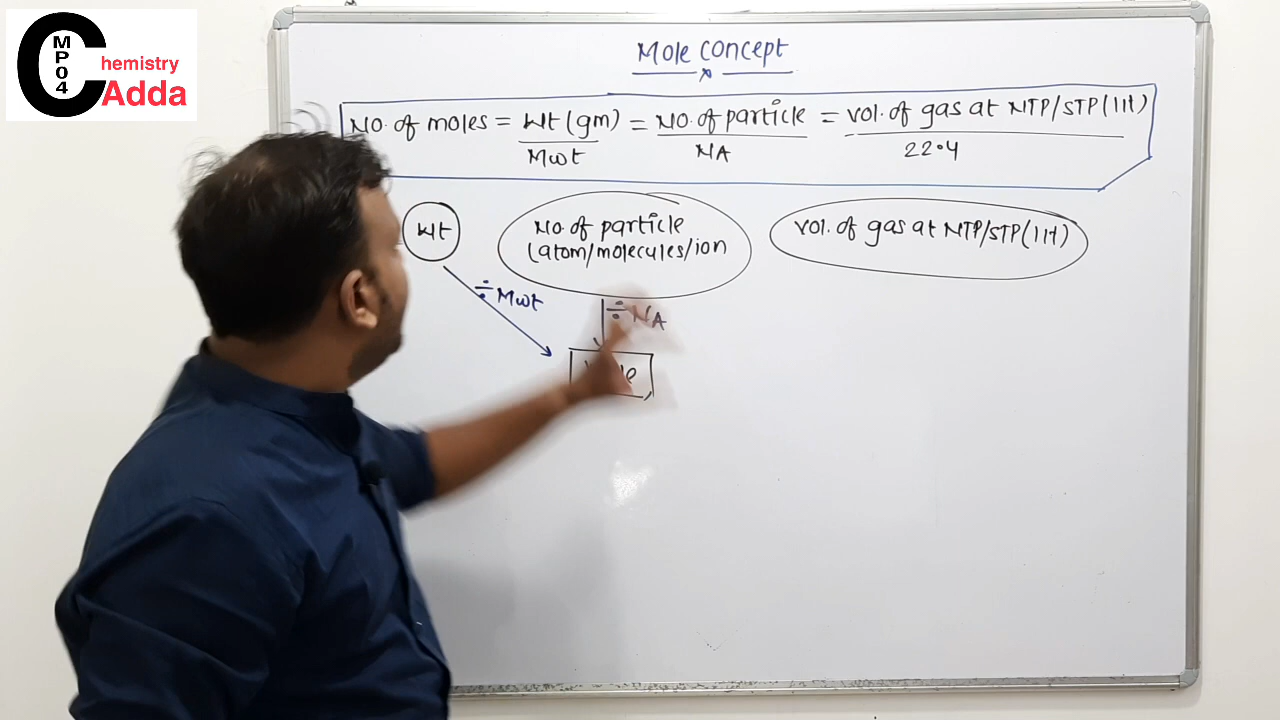 MP04
Chemistry
Adda
Mole concept
No. of moles = Wt (gm) = No. of particle = Vol. of gas at NTP/STP (lit)
Mwt NA 22.4
Wt
No. of particle
(atom/molecules/ion
Vol. of gas at NTP/STP (lit)
÷ Mwt
÷ NA